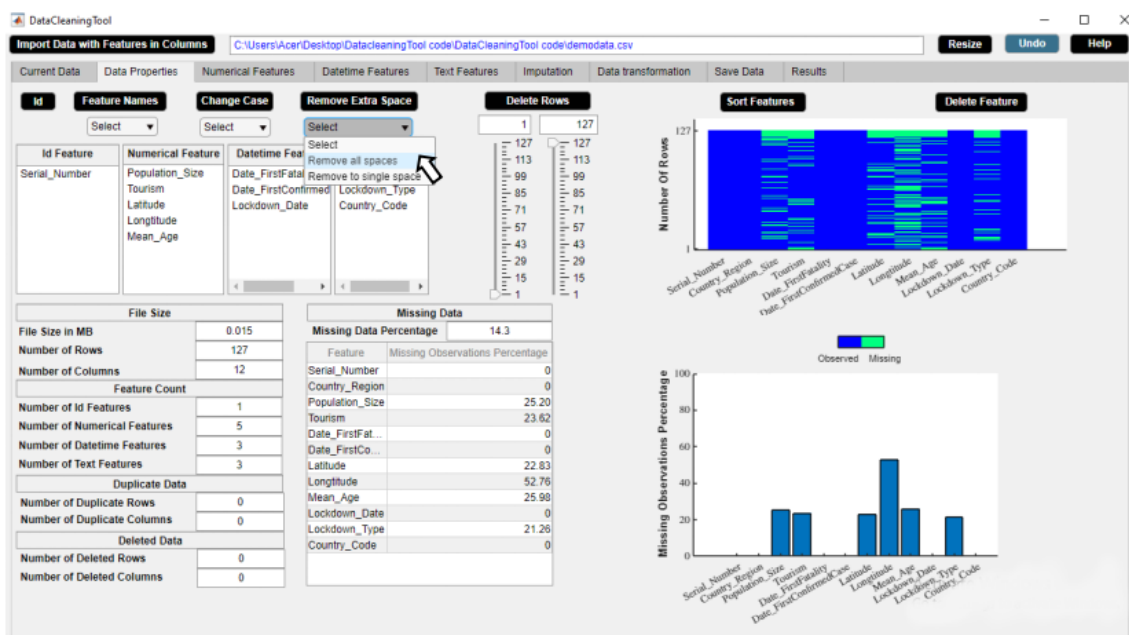 DataCleaningTool
Import Data with Features in Columns C:\Users\Acer\Desktop\DatacleaningTool code\DataCleaningTool code\demodata.csv Resize Undo Help
Current Data Data Properties Numerical Features Datetime Features Text Features Imputation Data transformation Save Data Results
Id Feature Names Change Case Remove Extra Space Delete Rows Sort Features Delete Feature
Select Select Select 1 127
Select
Remove all spaces
Remove to single space
Id Feature Numerical Feature Datetime Feat
Serial_Number Population_Size Date_FirstFatal
Tourism Date_FirstConfirmed Lockdown_Type
Latitude Lockdown_Date Country_Code
Longtitude
Mean_Age
127 127
113 113
99 99
85 85
71 71
57 57
43 43
29 29
15 15
1 1
Number Of Rows
127
1
Serial_Number Country_Region Population_Size Tourism Date_FirstFatality Date_FirstConfirmedCase Latitude Longtitude Mean_Age Lockdown_Date Lockdown_Type Country_Code
Observed Missing
File Size
File Size in MB 0.015
Number of Rows 127
Number of Columns 12
Feature Count
Number of Id Features 1
Number of Numerical Features 5
Number of Datetime Features 3
Number of Text Features 3
Duplicate Data
Number of Duplicate Rows 0
Number of Duplicate Columns 0
Deleted Data
Number of Deleted Rows 0
Number of Deleted Columns 0
Missing Data
Missing Data Percentage 14.3
Feature Missing Observations Percentage
Serial_Number 0
Country_Region 0
Population_Size 25.20
Tourism 23.62
Date_FirstFat... 0
Date_FirstCo... 0
Latitude 22.83
Longtitude 52.76
Mean_Age 25.98
Lockdown_Date 0
Lockdown_Type 21.26
Country_Code 0
Missing Observations Percentage
100
80
60
40
20
0
Serial_Number Country_Region Population_Size Tourism Date_FirstFatality Date_FirstConfirmedCase Latitude Longtitude Mean_Age Lockdown_Date Lockdown_Type Country_Code